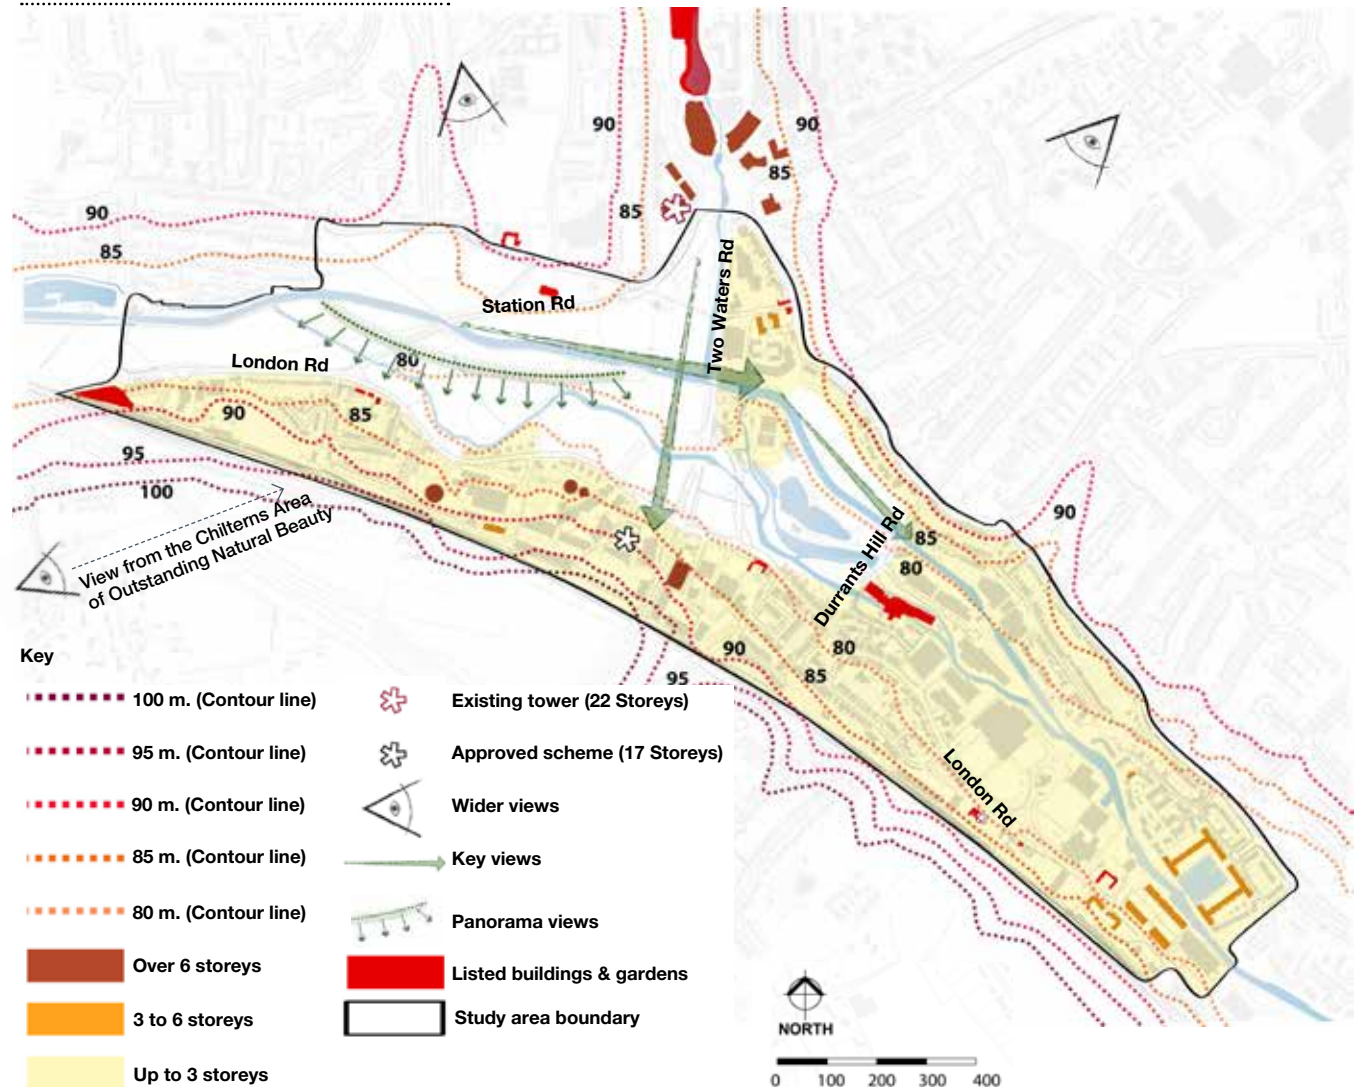 90
90
85
90
85
85
Two Waters Rd
Station Rd
London Rd
80
90
85
95
100
View from the Chilterns Area
of Outstanding Natural Beauty
90
85
80
Durrants Hill Rd
80
90
85
95
London Rd
Key
100 m. (Contour line)
95 m. (Contour line)
90 m. (Contour line)
85 m. (Contour line)
80 m. (Contour line)
Over 6 storeys
3 to 6 storeys
Up to 3 storeys
Existing tower (22 Storeys)
Approved scheme (17 Storeys)
Wider views
Key views
Panorama views
Listed buildings & gardens
Study area boundary
NORTH
0 100 200 300 400